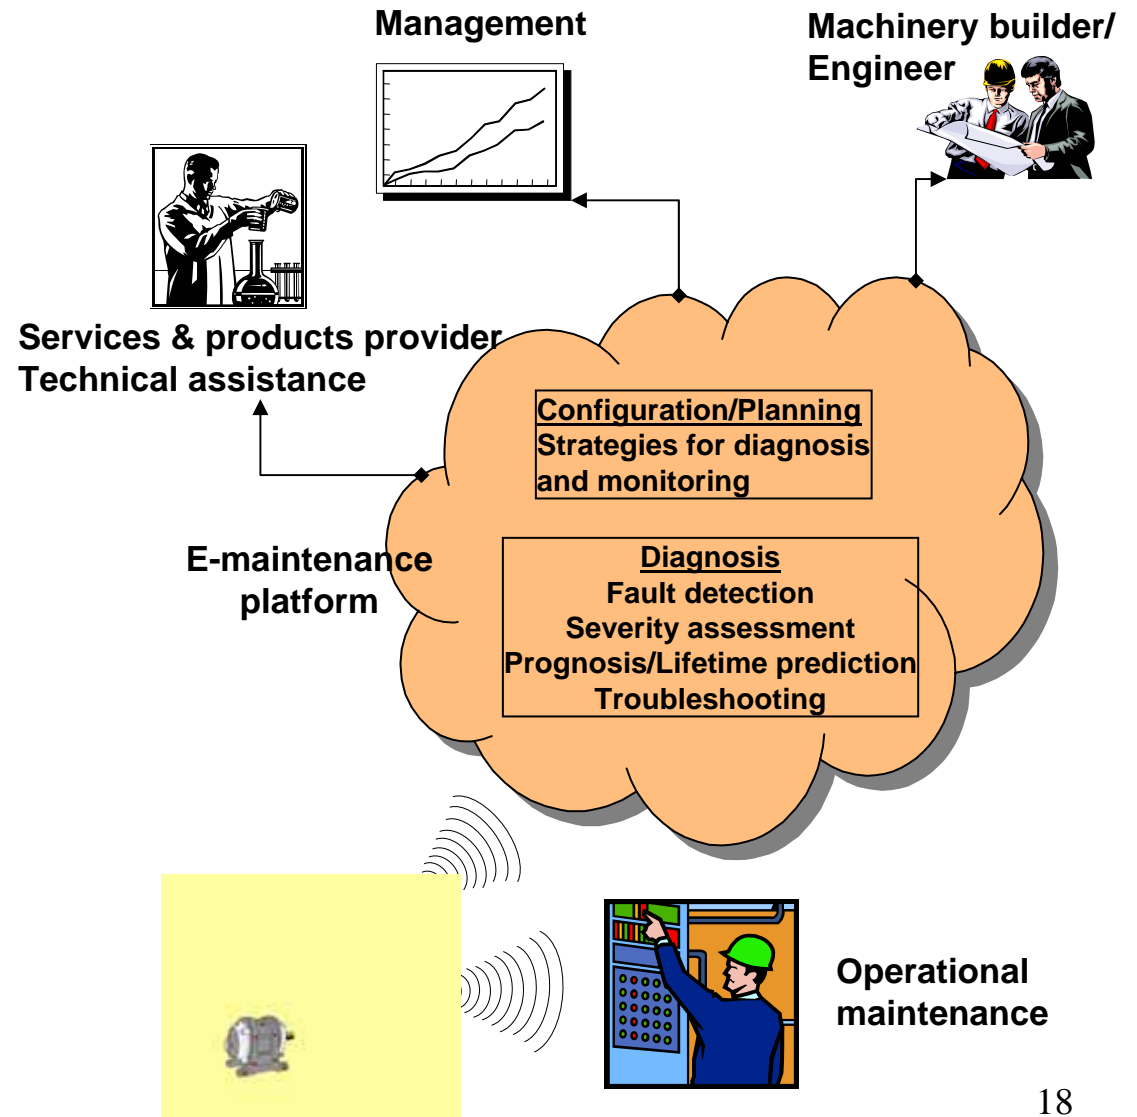 Management
Machinery builder/
Engineer
Services & products provider
Technical assistance
Configuration/Planning
Strategies for diagnosis
and monitoring
E-maintenance
platform
Diagnosis
Fault detection
Severity assessment
Prognosis/Lifetime prediction
Troubleshooting
Operational
maintenance
18